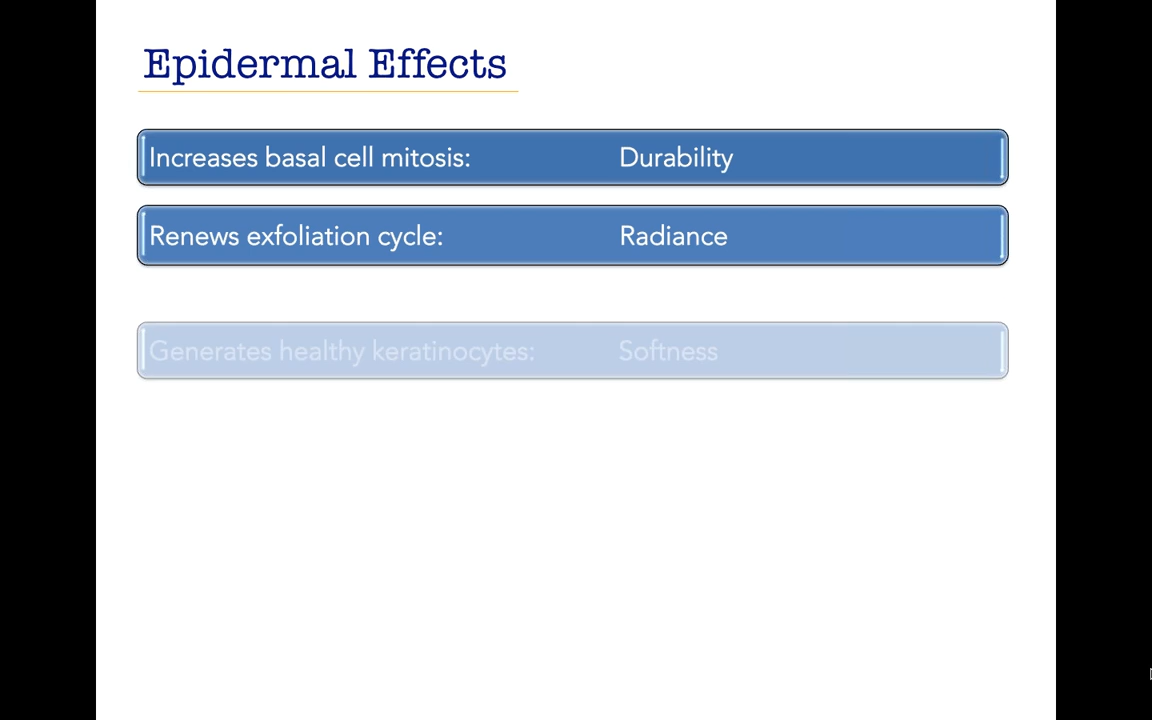 Epidermal Effects
Increases basal cell mitosis: Durability
Renews exfoliation cycle: Radiance
Generates healthy keratinocytes: Softness